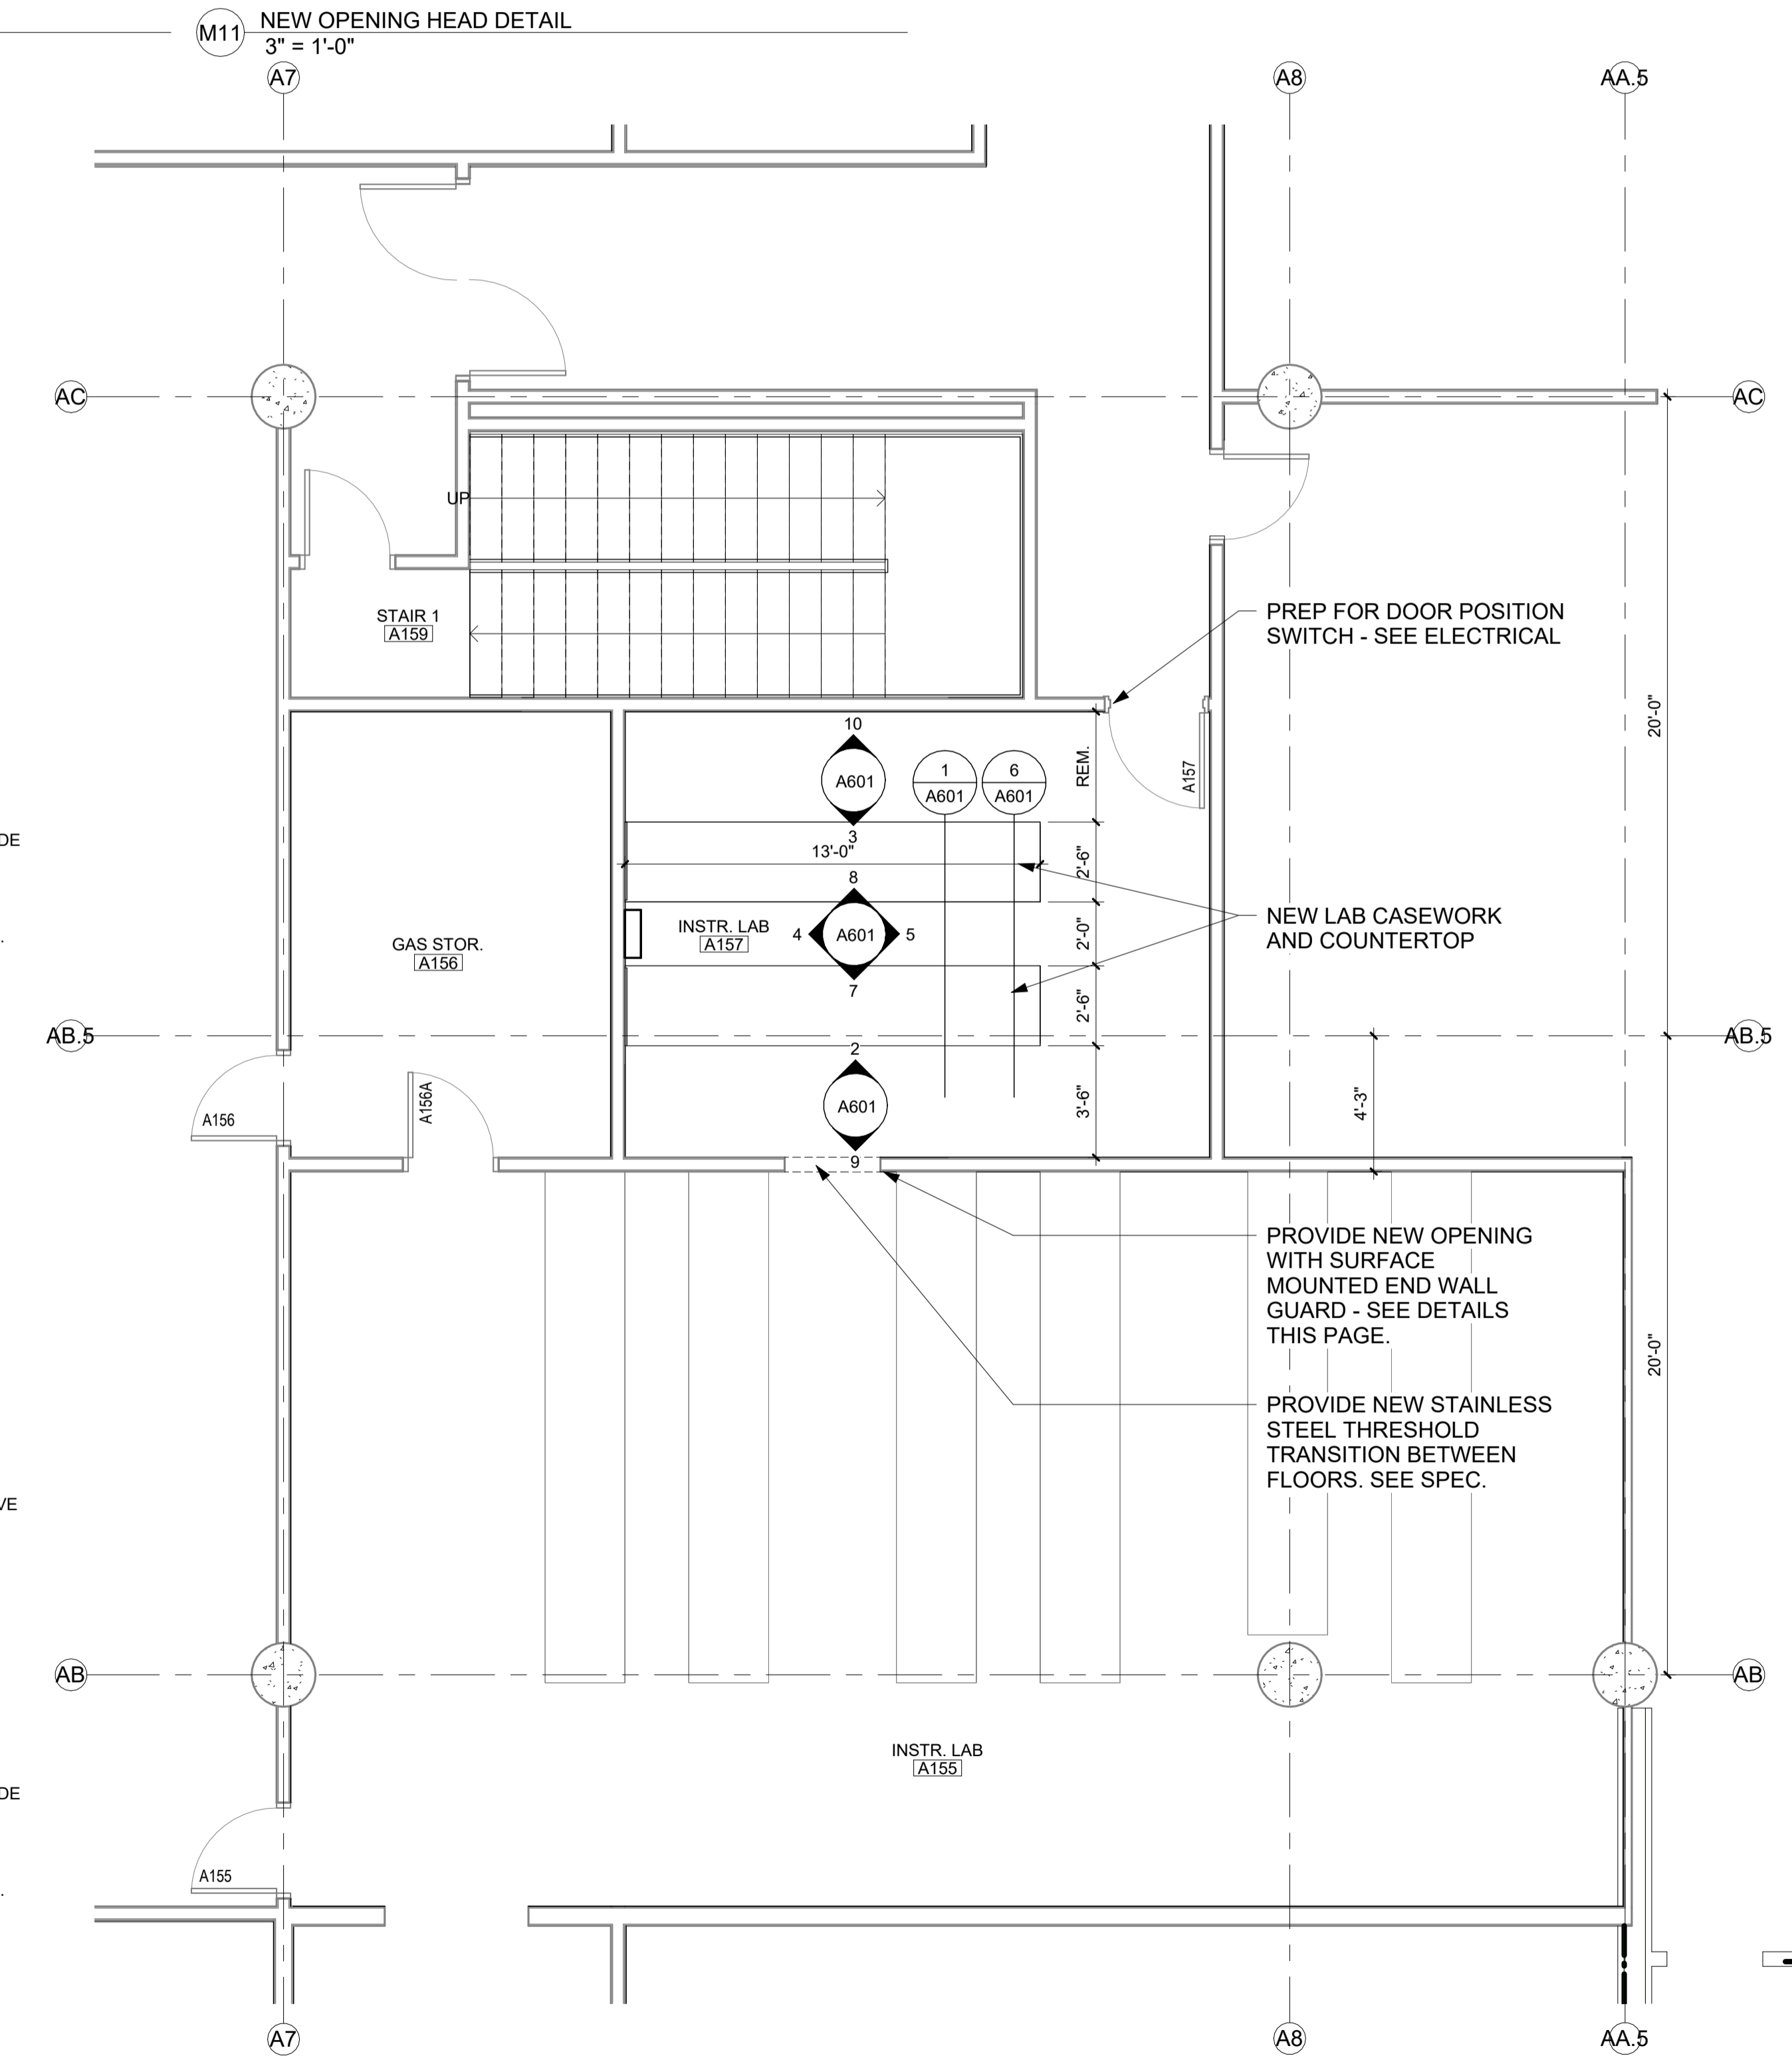 M11 NEW OPENING HEAD DETAIL
3" = 1'-0"
A7 A8 AA.5
AC AC
UP
STAIR 1
A159
PREP FOR DOOR POSITION
SWITCH - SEE ELECTRICAL
20'-0"
10
A601
3
1
A601
6
A601
REM.
A157
DE
13'-0"
2'-6"
8
4 A601 5
7
INSTR. LAB
A157
2'-0"
NEW LAB CASEWORK
AND COUNTERTOP
.
GAS STOR.
A156
2'-6"
AB.5 AB.5
2
A601
9
3'-6"
4'-3"
A156
A156A
PROVIDE NEW OPENING
WITH SURFACE
MOUNTED END WALL
GUARD - SEE DETAILS
THIS PAGE.
20'-0"
PROVIDE NEW STAINLESS
STEEL THRESHOLD
TRANSITION BETWEEN
FLOORS. SEE SPEC.
VE
AB AB
INSTR. LAB
A155
DE
A155
.
A7 A8 AA.5